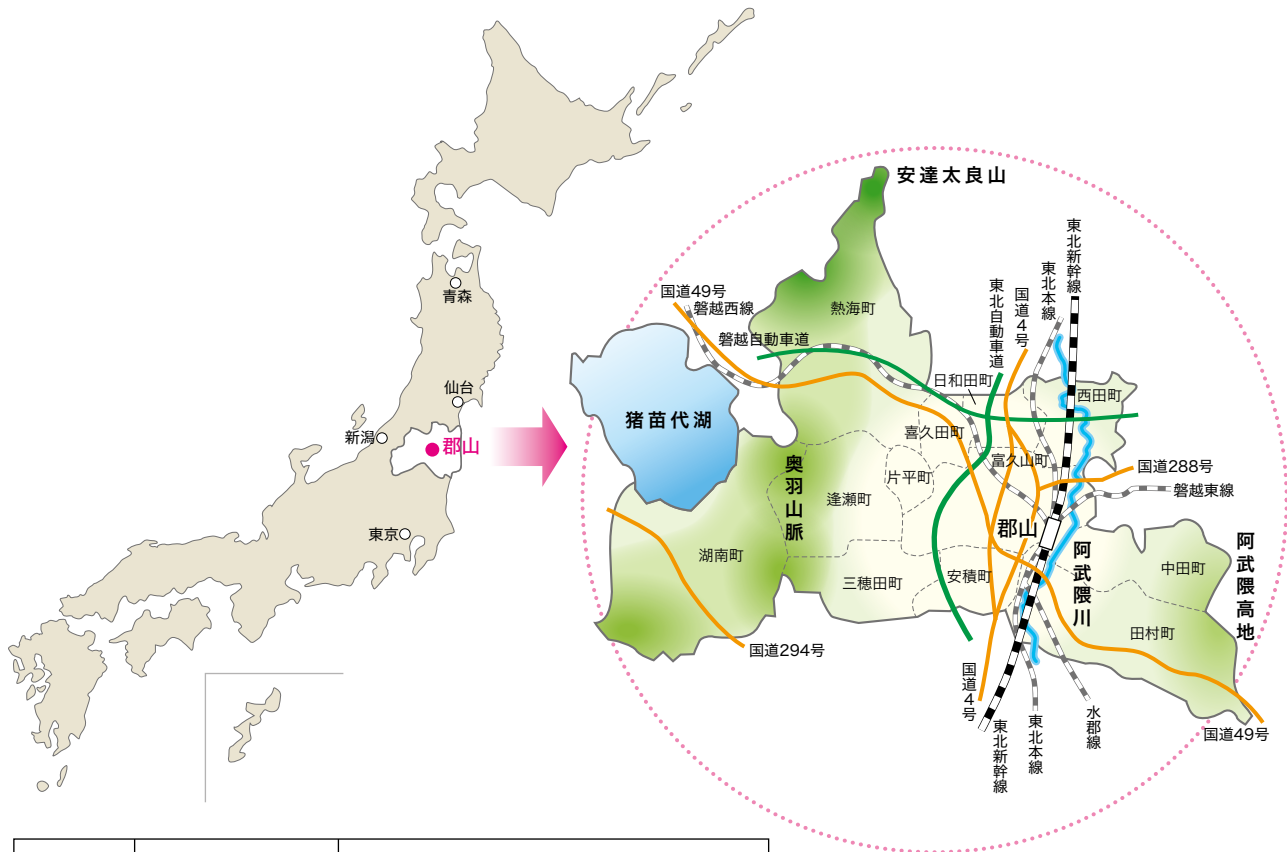 青森
仙台
新潟
郡山
東京
安達太良山
東北新幹線
東北本線
国道4号
東北自動車道
国道49号
磐越西線
磐越自動車道
熱海町
日和田町
西田町
猪苗代湖
喜久田町
富久山町
奥羽山脈
片平町
国道288号
磐越東線
逢瀬町
郡山
湖南町
三穂田町
安積町
阿武隈川
中田町
阿武隈高地
田村町
国道294号
国道4号
東北新幹線
東北本線
水郡線
国道49号